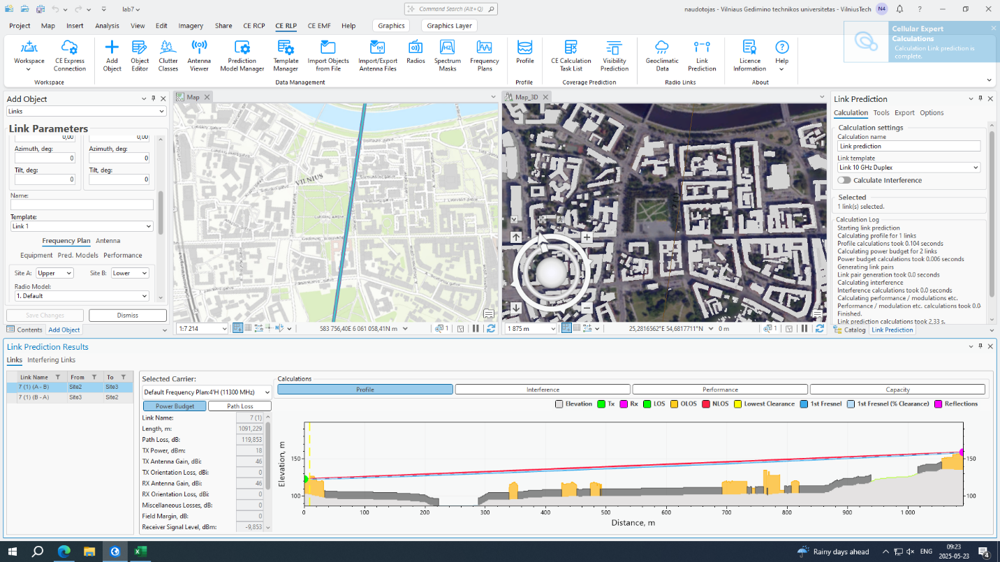 lab7
Command Search (Alt+Q)
naudotojas - Vilniaus Gedimino technikos universitetas - VilniusTech
N4
Project
Map
Insert
Analysis
View
Edit
Imagery
Share
CE RCP
CE RLP
CE EMF
Help
Graphics
Graphics Layer
Cellular Expert
Calculations
Calculation Link prediction is
complete.
Workspace
CE Express
Connection
Add
Object
Object
Editor
Clutter
Classes
Antenna
Viewer
Prediction
Model Manager
Template
Manager
Import Objects
from File
Import/Export
Antenna Files
Radios
Spectrum
Masks
Frequency
Plans
Profile
CE Calculation
Task List
Visibility
Prediction
Geoclimatic
Data
Link
Prediction
Licence
Information
Help
Workspace
Data Management
Profile
Coverage Prediction
Radio Links
About
Add Object
Links
Link Parameters
0,00
0,00
Azimuth, deg:
Azimuth, deg:
0
0
Tilt, deg:
Tilt, deg:
0
0
Name:
Template:
Link 1
Frequency Plan
Antenna
Equipment
Pred. Models
Performance
Site A:
Upper
Site B:
Lower
Radio Model:
1. Default
Save Changes
Dismiss
Contents
Add Object
Map
VILNIUS
1:7 214
583 756,40E 6 061 058,41N m
1
Map_3D
1 875 m
25,2816562°E 54,6817711°N
0 m
1
Link Prediction
Calculation
Tools
Export
Options
Calculation settings
Calculation name
Link prediction
Link template
Link 10 GHz Duplex
Calculate Interference
Selected
1 link(s) selected.
Calculation Log
Starting link prediction
Calculating profile for 1 links
Profile calculations took 0.104 seconds
Calculating power budget for 2 links
Power budget calculations took 0.006 seconds
Generating link pairs
Link pair generation took 0.0 seconds
Calculating interference
Interference calculations took 0.0 seconds
Calculating performance / modulations etc.
Performance / modulation etc. calculations took 0.0
Finished.
Link prediction calculations took 2,33 s.
Catalog
Link Prediction
Link Prediction Results
Links
Interfering Links
Link Name
From
To
7 (1) (A - B)
Site2
Site3
7 (1) (B - A)
Site3
Site2
Selected Carrier:
Default Frequency Plan:4'H (11300 MHz)
Power Budget
Path Loss
Link Name:
7 (1)
Length, m:
1091,229
Path Loss, dB:
119,853
TX Power, dBm:
18
TX Antenna Gain, dBi:
46
TX Orientation Loss, dB:
0
RX Antenna Gain, dBi:
46
RX Orientation Loss, dB:
0
Miscellaneous Losses, dB:
0
Field Margin, dB:
0
Receiver Signal Level, dBm:
-9,853
Calculations
Profile
Interference
Performance
Capacity
Elevation
Tx
Rx
LOS
OLOS
NLOS
Lowest Clearance
1st Fresnel
1st Fresnel (% Clearance)
Reflections
Elevation, m
150
100
150
100
0
100
200
300
400
500
600
700
800
900
1 000
Distance, m
Rainy days ahead
ENG
09:23
2025-05-23
4